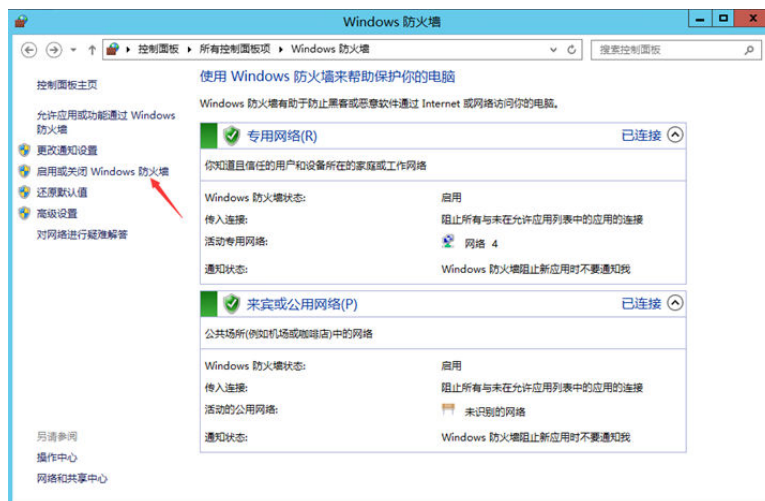 Windows 防火墙
控制面板 所有控制面板项 Windows 防火墙
搜索控制面板
控制面板主页
允许应用或功能通过 Windows
防火墙
更改通知设置
启用或关闭 Windows 防火墙
还原默认值
高级设置
对网络进行疑难解答
另请参阅
操作中心
网络和共享中心
使用 Windows 防火墙来帮助保护你的电脑
Windows 防火墙有助于防止黑客或恶意软件通过 Internet 或网络访问你的电脑。
专用网络(R) 已连接
你知道且信任的用户和设备所在的家庭或工作网络
Windows 防火墙状态: 启用
传入连接: 阻止所有与未在允许应用列表中的应用的连接
活动专用网络: 网络 4
通知状态: Windows 防火墙阻止新应用时不要通知我
来宾或公用网络(P) 已连接
公共场所(例如机场或咖啡店)中的网络
Windows 防火墙状态: 启用
传入连接: 阻止所有与未在允许应用列表中的应用的连接
活动的公用网络: 未识别的网络
通知状态: Windows 防火墙阻止新应用时不要通知我